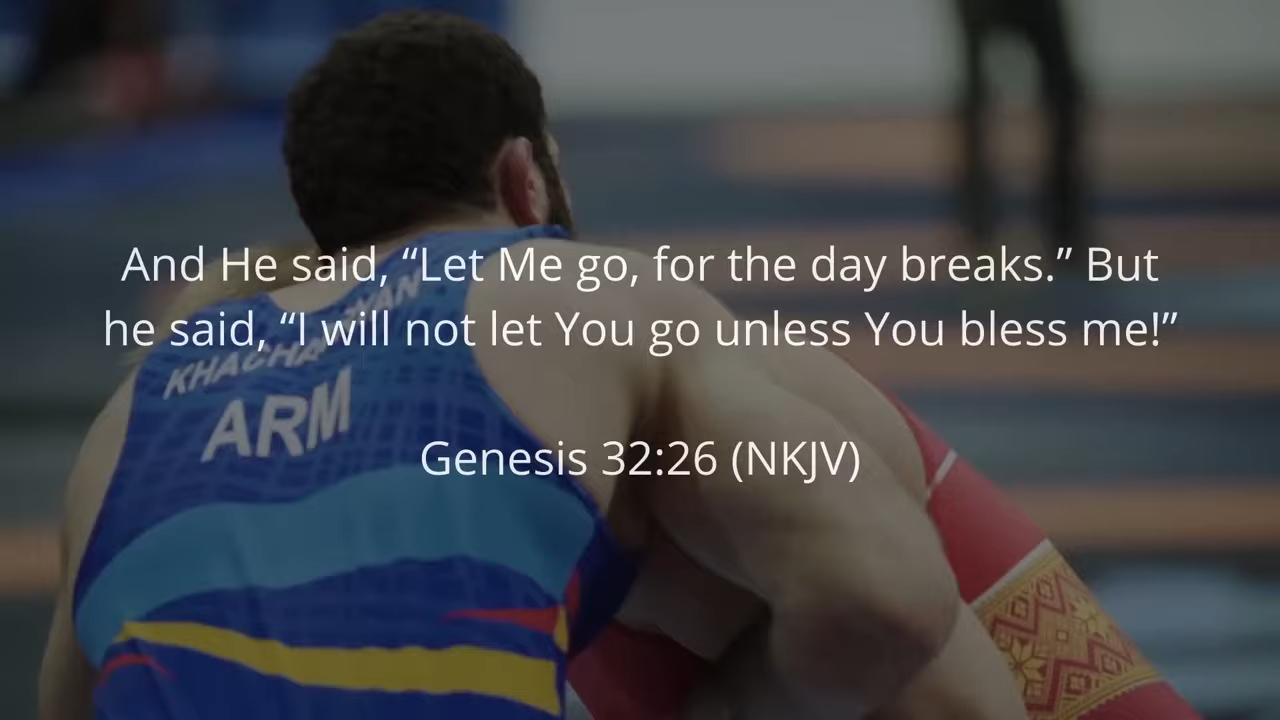 And He said, “Let Me go, for the day breaks.” But
he said, “I will not let You go unless You bless me!”
ARM
Genesis 32:26 (NKJV)